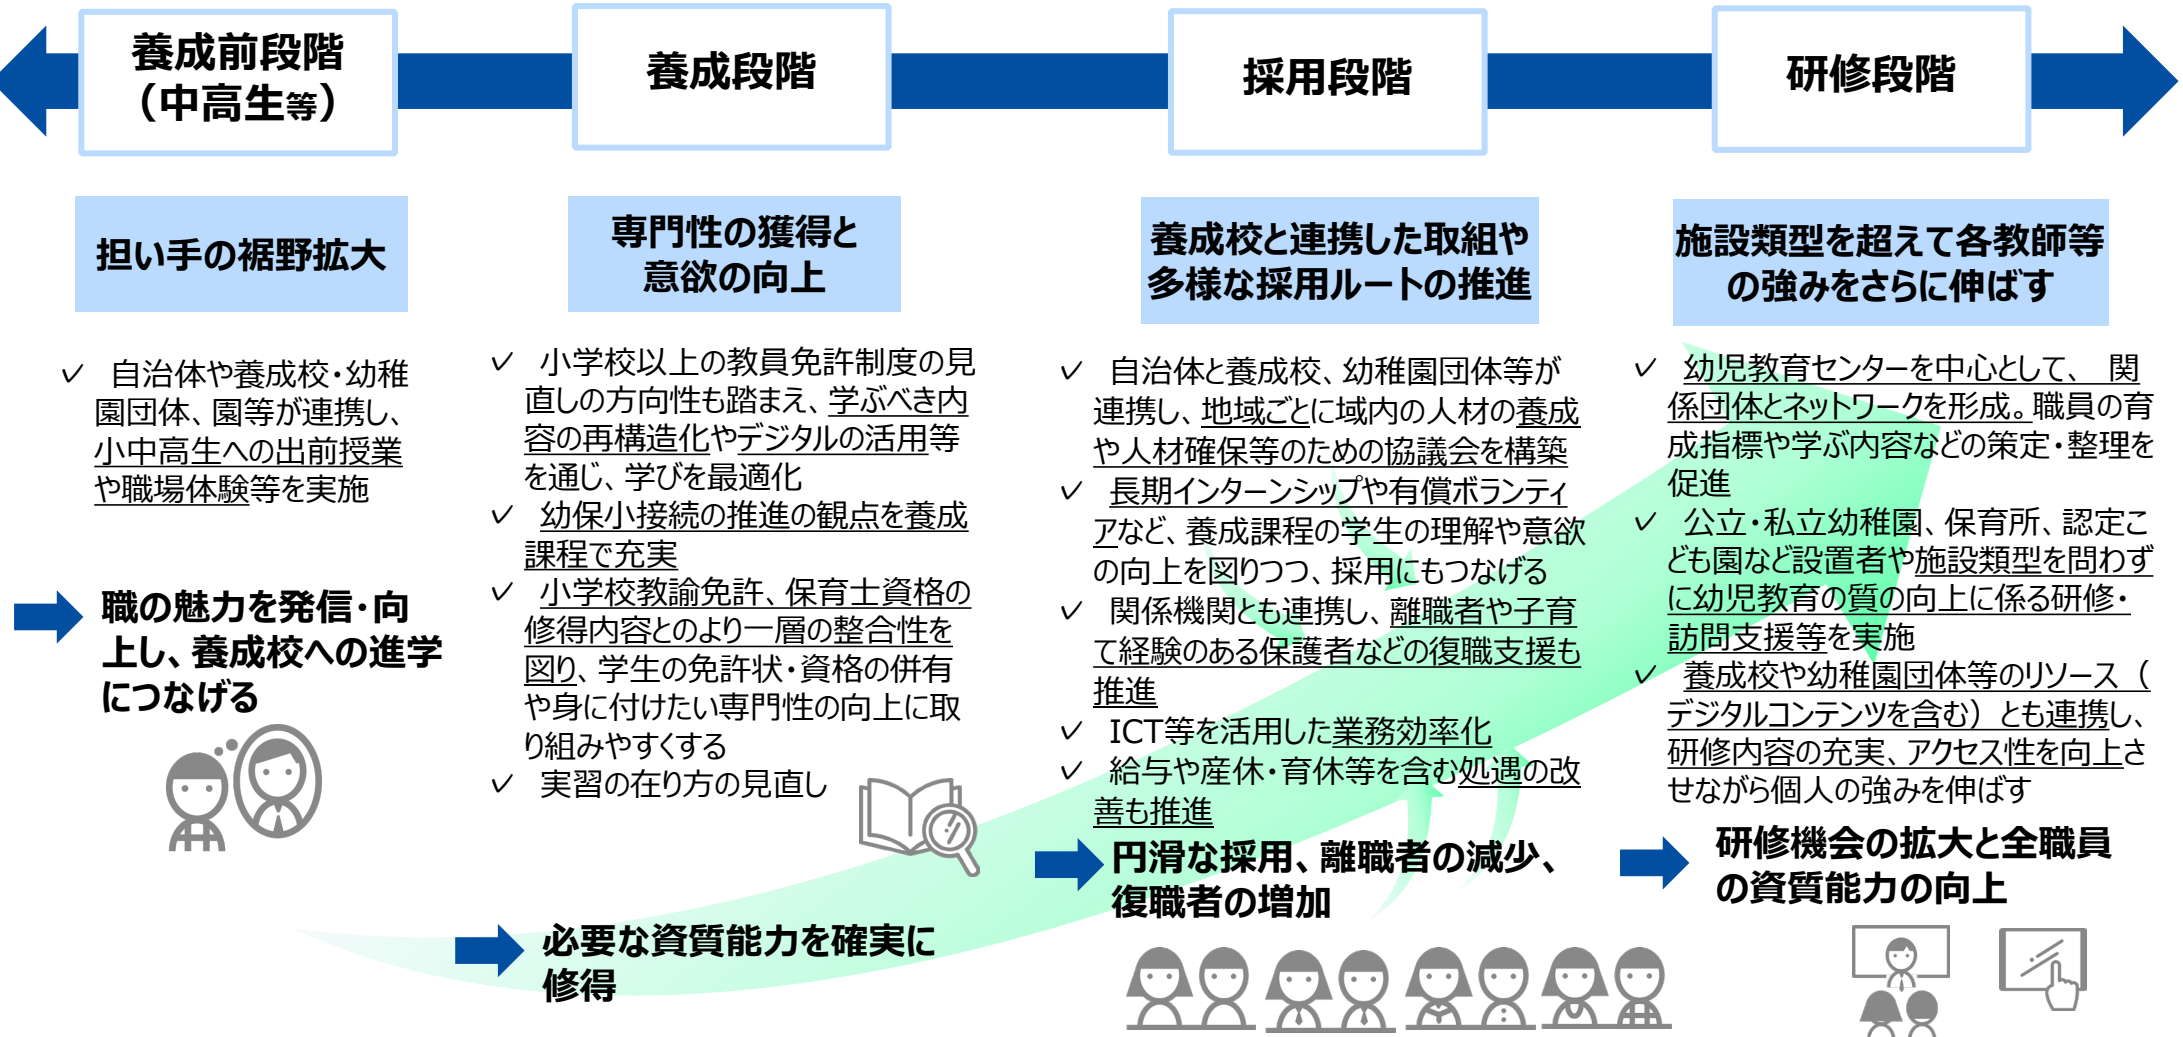 養成前段階
（中高生等）
養成段階
採用段階
研修段階
担い手の裾野拡大
✓ 自治体や養成校・幼稚
園団体、園等が連携し、
小中高生への出前授業
や職場体験等を実施
職の魅力を発信・向
上し、養成校への進学
につなげる
専門性の獲得と
意欲の向上
✓ 小学校以上の教員免許制度の見
直しの方向性も踏まえ、学ぶべき内
容の再構造化やデジタルの活用等
を通じ、学びを最適化
✓ 幼保小接続の推進の観点を養成
課程で充実
✓ 小学校教諭免許、保育士資格の
修得内容とのより一層の整合性を
図り、学生の免許状・資格の併有
や身に付けたい専門性の向上に取
り組みやすくする
✓ 実習の在り方の見直し
必要な資質能力を確実に
修得
養成校と連携した取組や
多様な採用ルートの推進
✓ 自治体と養成校、幼稚園団体等が
連携し、地域ごとに域内の人材の養成
や人材確保等のための協議会を構築
✓ 長期インターンシップや有償ボランティ
アなど、養成課程の学生の理解や意欲
の向上を図りつつ、採用にもつなげる
✓ 関係機関とも連携し、離職者や子育
て経験のある保護者などの復職支援も
推進
✓ ICT等を活用した業務効率化
✓ 給与や産休・育休等を含む処遇の改
善も推進
円滑な採用、離職者の減少、
復職者の増加
施設類型を超えて各教師等
の強みをさらに伸ばす
✓ 幼児教育センターを中心として、 関
係団体とネットワークを形成。職員の育
成指標や学ぶ内容などの策定・整理を
促進
✓ 公立・私立幼稚園、保育所、認定こ
ども園など設置者や施設類型を問わず
に幼児教育の質の向上に係る研修・
訪問支援等を実施
✓ 養成校や幼稚園団体等のリソース（
デジタルコンテンツを含む）とも連携し、
研修内容の充実、アクセス性を向上さ
せながら個人の強みを伸ばす
研修機会の拡大と全職員
の資質能力の向上